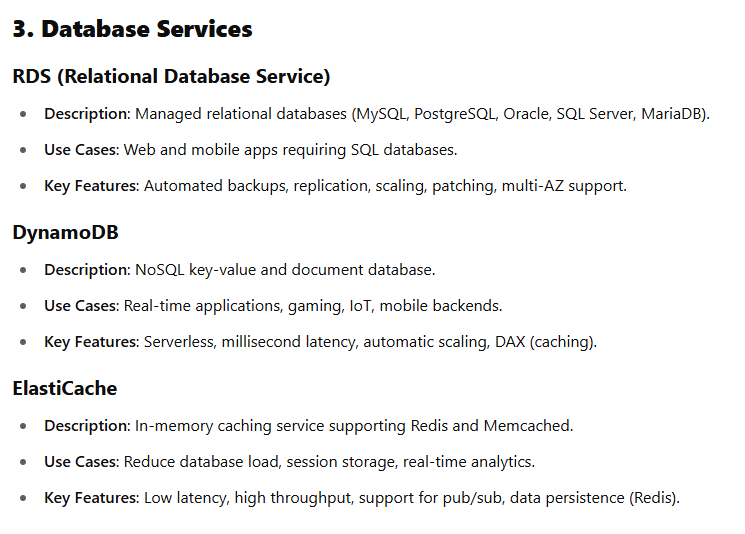 3. Database Services
RDS (Relational Database Service)
• Description: Managed relational databases (MySQL, PostgreSQL, Oracle, SQL Server, MariaDB).
• Use Cases: Web and mobile apps requiring SQL databases.
• Key Features: Automated backups, replication, scaling, patching, multi-AZ support.
DynamoDB
• Description: NoSQL key-value and document database.
• Use Cases: Real-time applications, gaming, IoT, mobile backends.
• Key Features: Serverless, millisecond latency, automatic scaling, DAX (caching).
ElastiCache
• Description: In-memory caching service supporting Redis and Memcached.
• Use Cases: Reduce database load, session storage, real-time analytics.
• Key Features: Low latency, high throughput, support for pub/sub, data persistence (Redis).